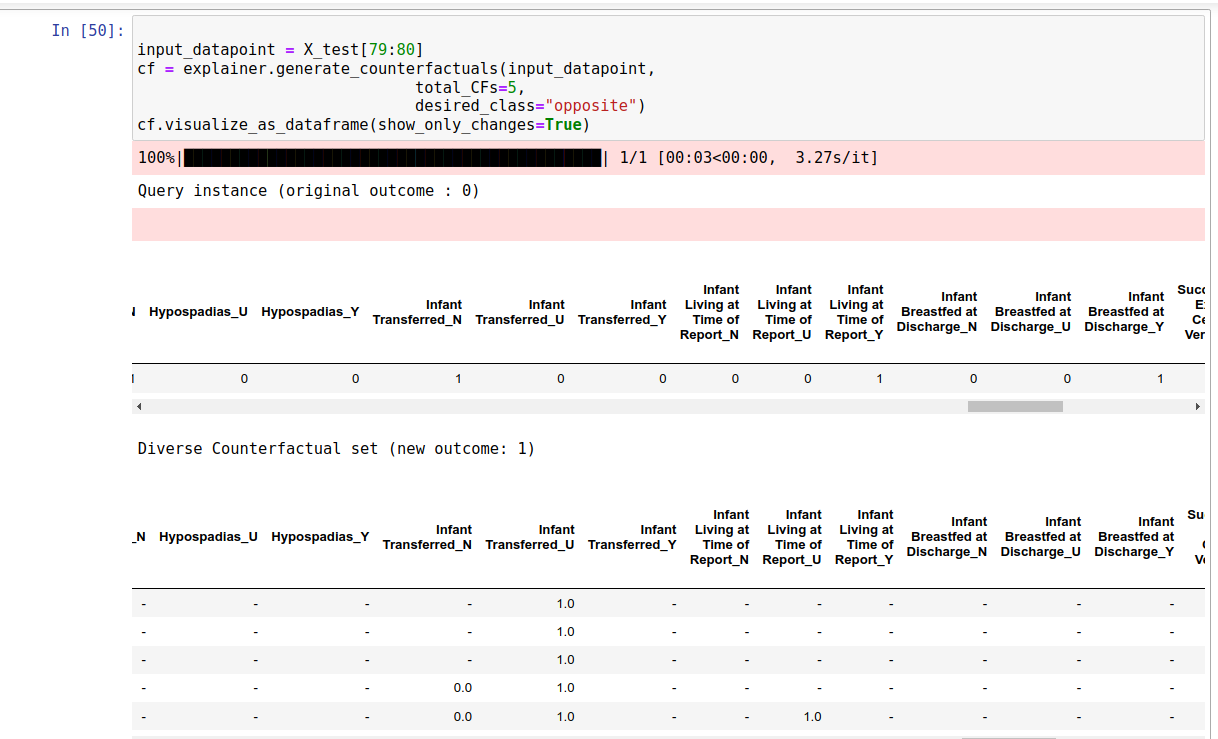 In [50]:
input_datapoint = X_test[79:80]
cf = explainer.generate_counterfactuals(input_datapoint,
total_CFs=5,
desired_class="opposite")
cf.visualize_as_dataframe(show_only_changes=True)
100%| | 1/1 [00:03<00:00, 3.27s/it]
Query instance (original outcome : 0)
Hypospadias_U Hypospadias_Y Infant Transferred_N Infant Transferred_U Infant Transferred_Y Infant Living at Time of Report_N Infant Living at Time of Report_U Infant Living at Time of Report_Y Infant Breastfed at Discharge_N Infant Breastfed at Discharge_U Infant Breastfed at Discharge_Y
1 0 0 1 0 0 0 0 1 0 0 1
Diverse Counterfactual set (new outcome: 1)
_N Hypospadias_U Hypospadias_Y Infant Transferred_N Infant Transferred_U Infant Transferred_Y Infant Living at Time of Report_N Infant Living at Time of Report_U Infant Living at Time of Report_Y Infant Breastfed at Discharge_N Infant Breastfed at Discharge_U Infant Breastfed at Discharge_Y
- - - - 1.0 - - - - - - -
- - - - 1.0 - - - - - - -
- - - - 1.0 - - - - - - -
- - - 0.0 1.0 - - - - - - -
- - - 0.0 1.0 - - 1.0 - - - -